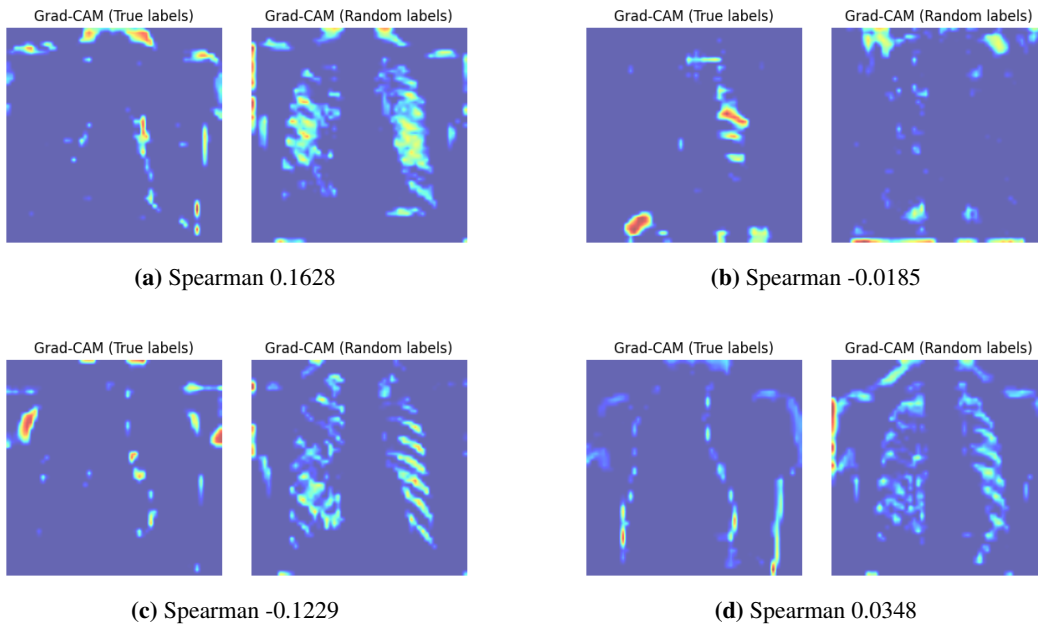 Grad-CAM (True labels) Grad-CAM (Random labels) Grad-CAM (True labels) Grad-CAM (Random labels)
(a) Spearman 0.1628 (b) Spearman -0.0185
Grad-CAM (True labels) Grad-CAM (Random labels) Grad-CAM (True labels) Grad-CAM (Random labels)
(c) Spearman -0.1229 (d) Spearman 0.0348